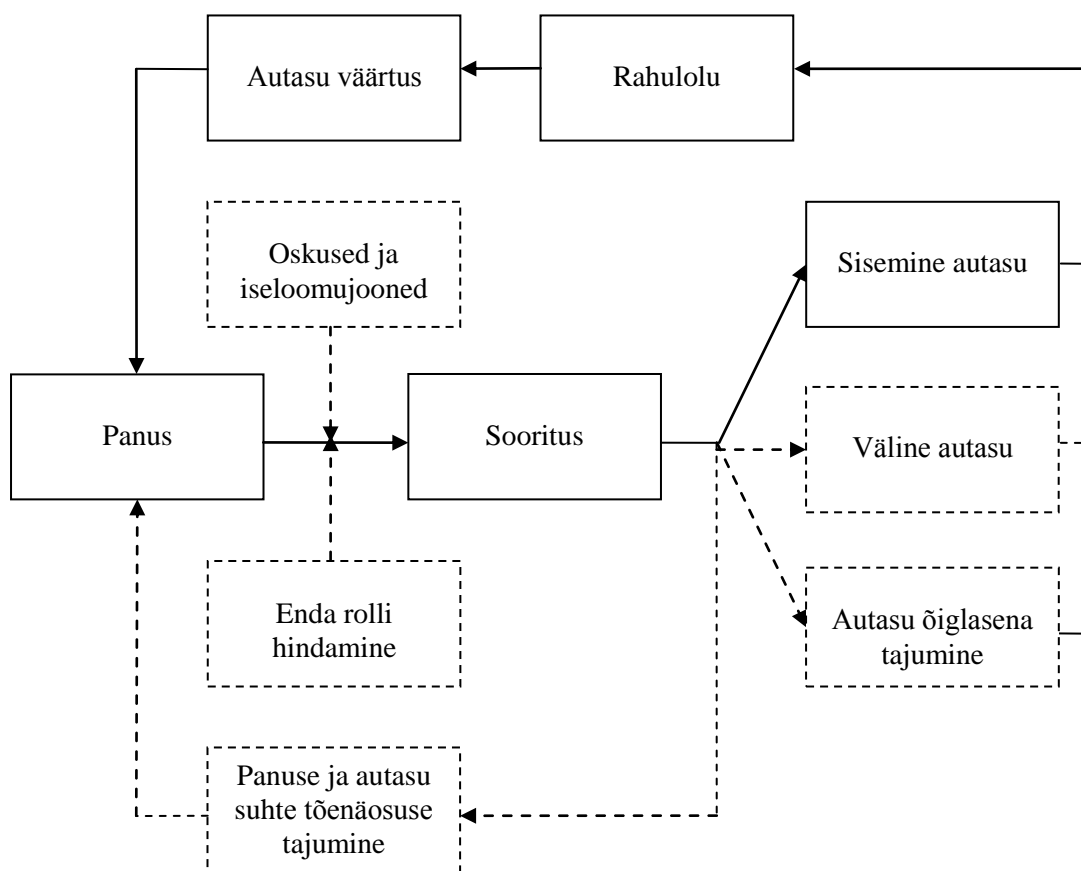 Autasu väärtus
Rahulolu
Oskused ja
iseloomujooned
Sisemine autasu
Panus
Sooritus
Väline autasu
Enda rolli
hindamine
Autasu õiglasena
tajumine
Panuse ja autasu
suhte tõenäosuse
tajumine